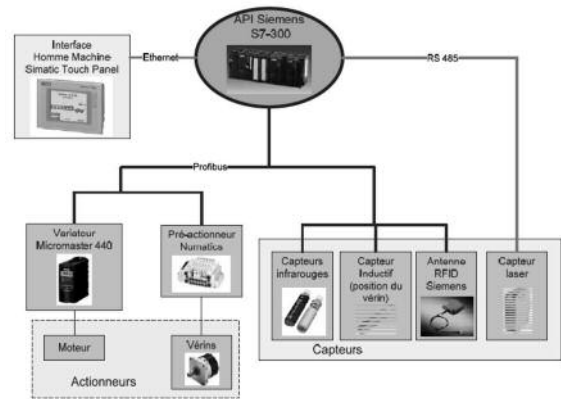 API Siemens
S7-300
Interface
Homme Machine
Simatic Touch Panel
Ethernet
RS 485
Profibus
Variateur
Micromaster 440
Pré-actionneur
Numatics
Capteurs
infrarouges
Capteur
Inductif
(position du
vérin)
Antenne
RFID
Siemens
Capteur
laser
Moteur
Vérins
Actionneurs
Capteurs